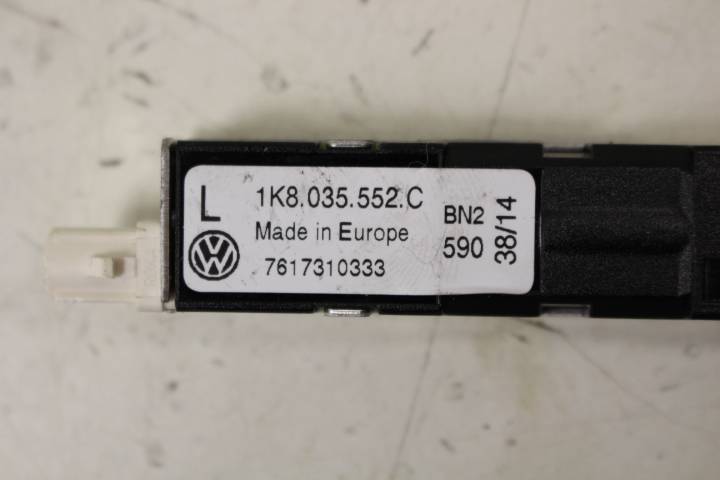 L
1K8.035.552.C
Made in Europe
7617310333
BN2
590
38/14